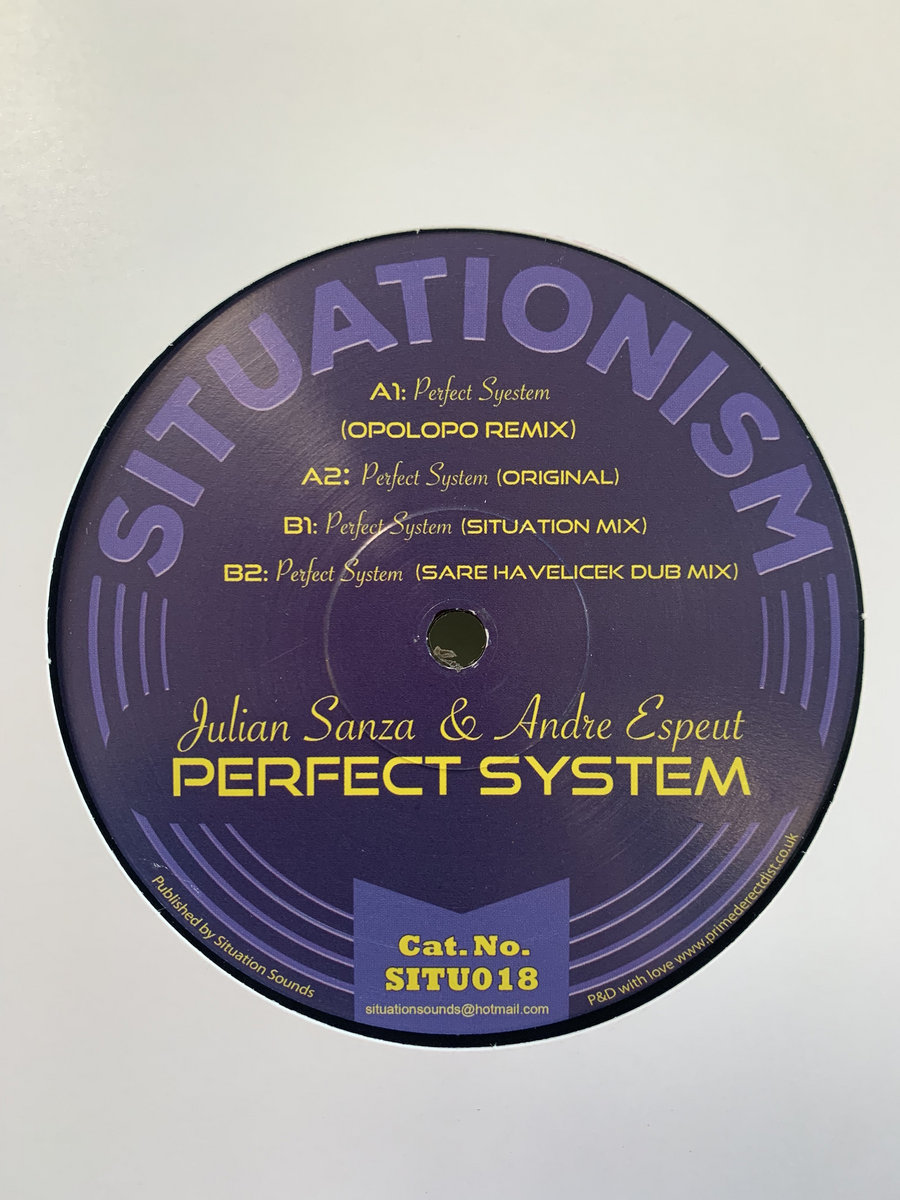 SITUATIONISM
A1: Perfect Syestem
(OPOLOPO REMIX)
A2: Perfect System (ORIGINAL)
B1: Perfect System (SITUATION MIX)
B2: Perfect System (SARE HAVELICEK DUB MIX)
Julian Sanza & Andre Espeut
PERFECT SYSTEM
Cat. No.
SITU018
situationsounds@hotmail.com
Published by Situation Sounds
P&D with love www.primederectdist.co.uk